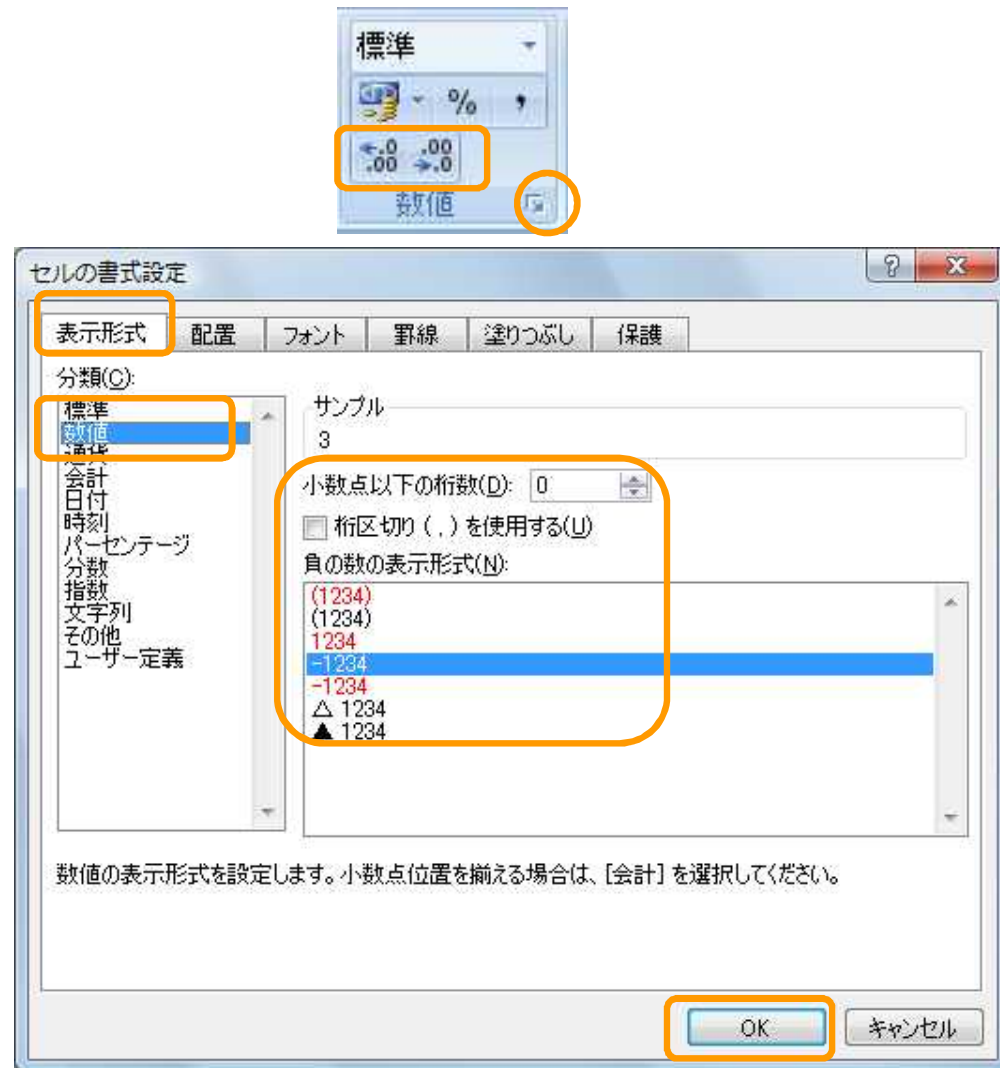 標準
% ,
←.0 .00
.00 →.0
数値
セルの書式設定
表示形式 配置 フォント 罫線 塗りつぶし 保護
分類(C):
標準
数値
通貨
会計
日付
時刻
パーセンテージ
分数
指数
文字列
その他
ユーザー定義
サンプル
3
小数点以下の桁数(D): 0
桁区切り ( , ) を使用する(U)
負の数の表示形式(N):
(1234)
(1234)
1234
-1234
-1234
△ 1234
▲ 1234
数値の表示形式を設定します。小数点位置を揃える場合は、[会計] を選択してください。
OK キャンセル